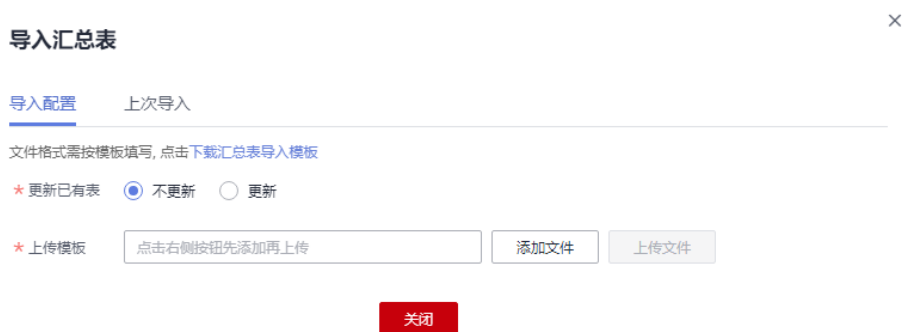 导入汇总表
导入配置 上次导入
文件格式需按模板填写, 点击下载汇总表导入模板
* 更新已有表 不更新 更新
* 上传模板 点击右侧按钮先添加再上传 添加文件 上传文件
关闭